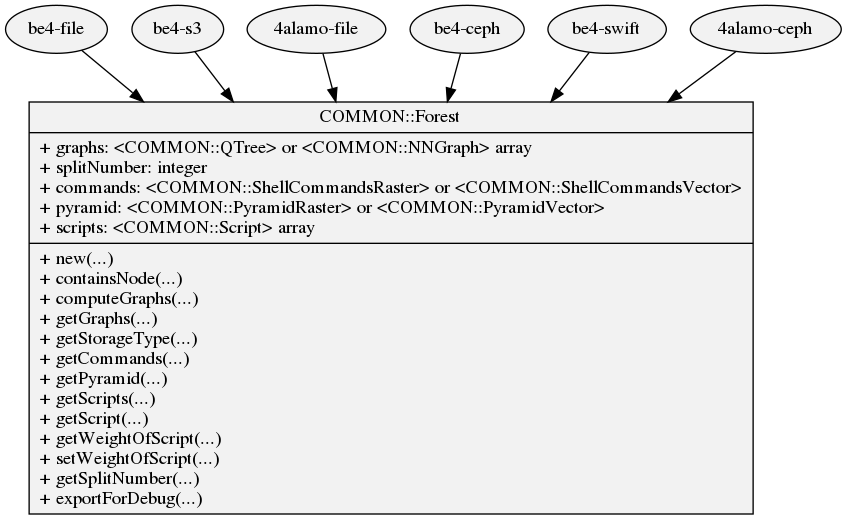 be4-file
be4-s3
4alamo-file
be4-ceph
be4-swift
4alamo-ceph
COMMON::Forest
+ graphs: <COMMON::QTree> or <COMMON::NNGraph> array
+ splitNumber: integer
+ commands: <COMMON::ShellCommandsRaster> or <COMMON::ShellCommandsVector>
+ pyramid: <COMMON::PyramidRaster> or <COMMON::PyramidVector>
+ scripts: <COMMON::Script> array
+ new(...)
+ containsNode(...)
+ computeGraphs(...)
+ getGraphs(...)
+ getStorageType(...)
+ getCommands(...)
+ getPyramid(...)
+ getScripts(...)
+ getScript(...)
+ getWeightOfScript(...)
+ setWeightOfScript(...)
+ getSplitNumber(...)
+ exportForDebug(...)